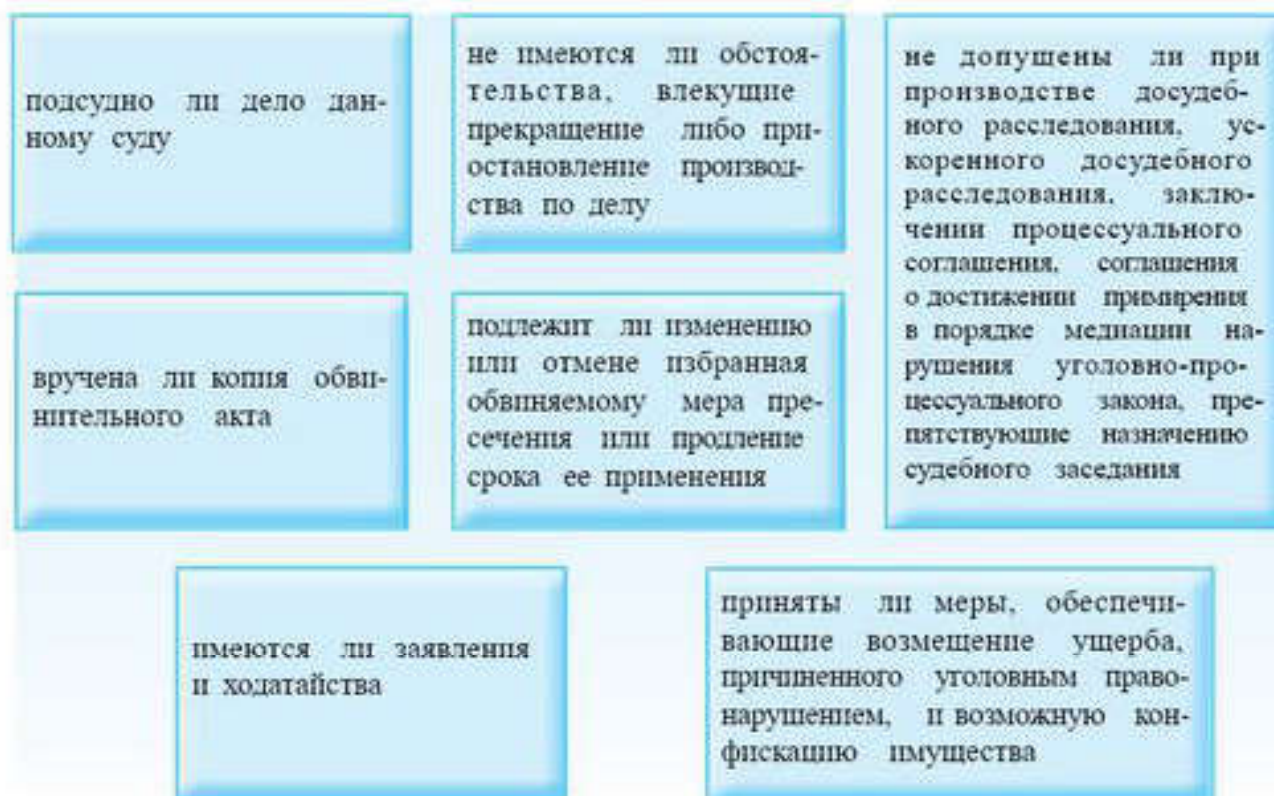 подсудно ли дело дан-
ному суду
не имеются ли обстоя-
тельства, влекущие
прекращение либо при-
остановление производ-
ства по делу
не допущены ли при
производстве досудеб-
ного расследования, ус-
коренного досудебного
расследования, заклю-
чении процессуального
соглашения, соглашения
о достижении примирения
в порядке медиации на-
рушения уголовно-про-
цессуального закона, пре-
пятствующие назначению
судебного заседания
вручена ли копия обви-
нительного акта
подлежит ли изменению
или отмене избранная
обвиняемому мера пре-
сечения или продление
срока ее применения
имеются ли заявления
и ходатайства
приняты ли меры, обеспечи-
вающие возмещение ущерба,
причиненного уголовным право-
нарушением, и возможную кон-
фискацию имущества